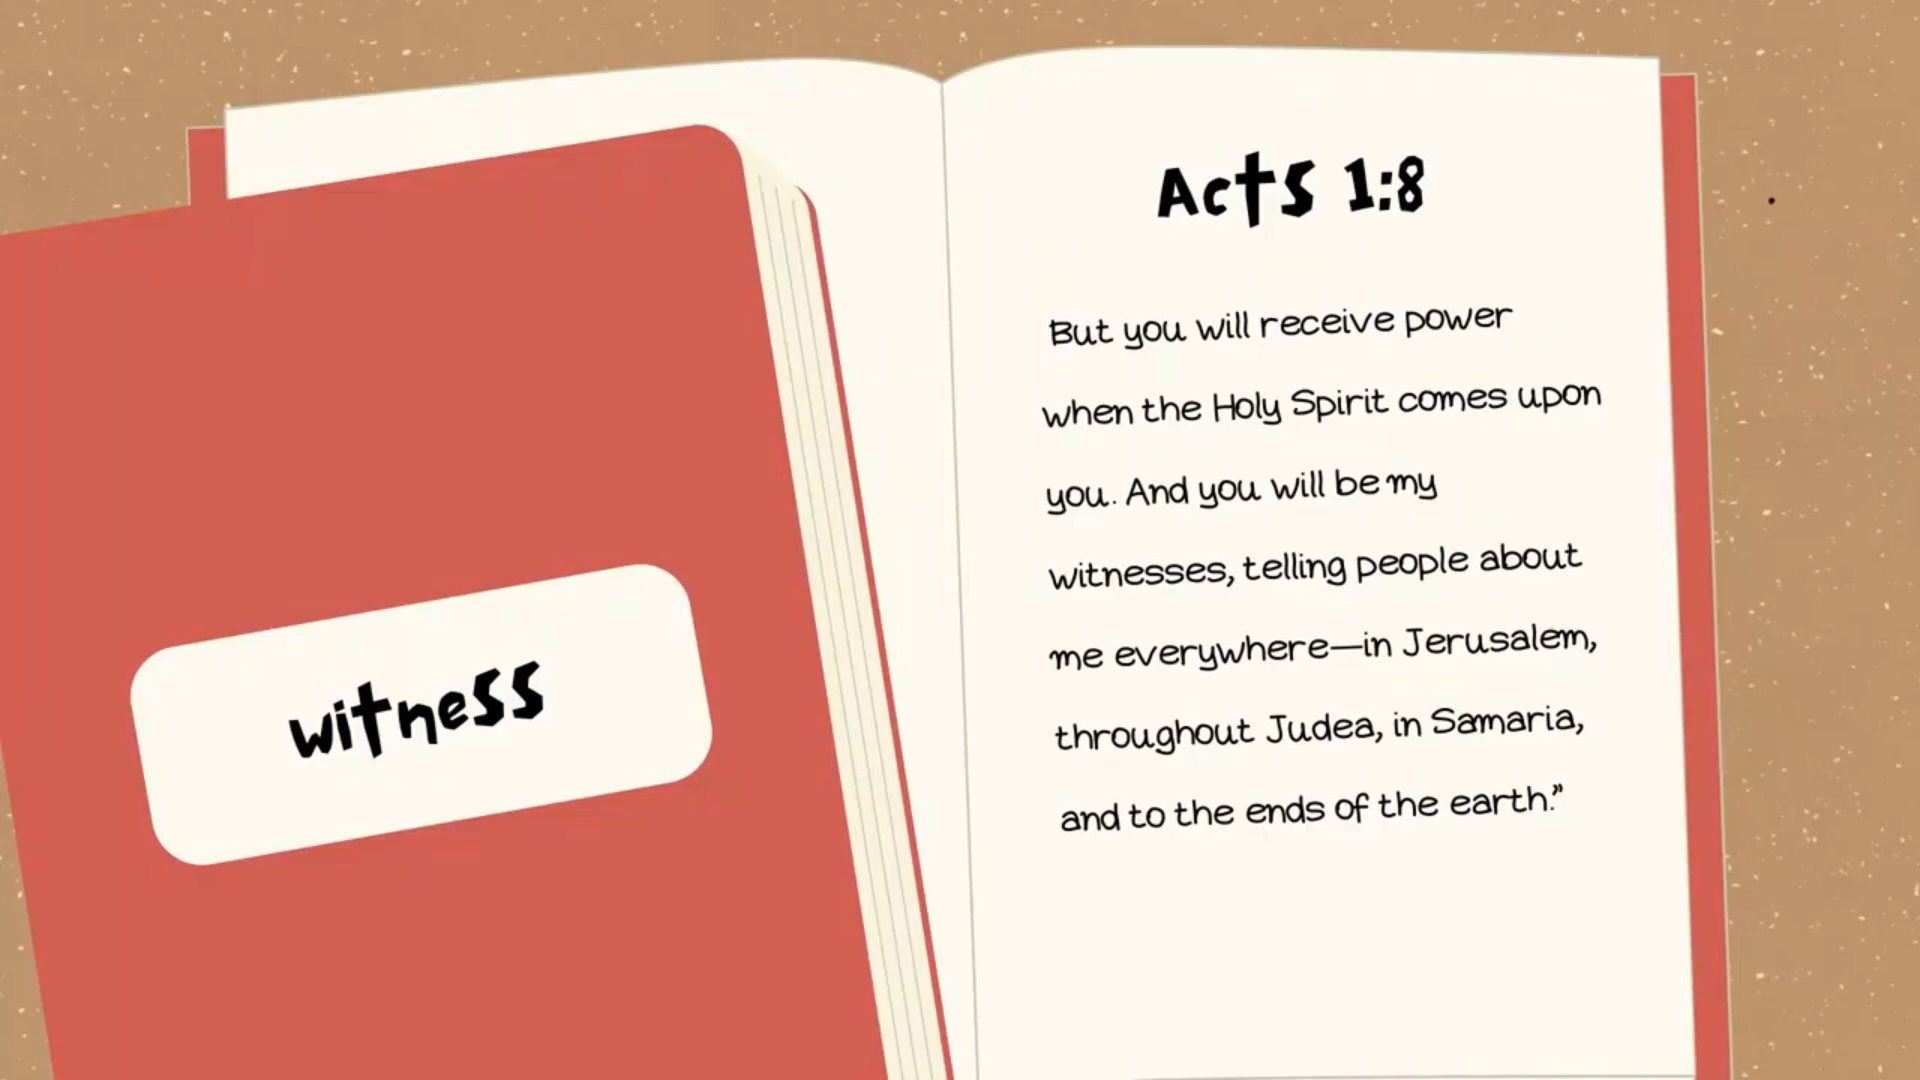 witness
Acts 1:8
But you will receive power
when the Holy Spirit comes upon
you. And you will be my
witnesses, telling people about
me everywhere—in Jerusalem,
throughout Judea, in Samaria,
and to the ends of the earth.”